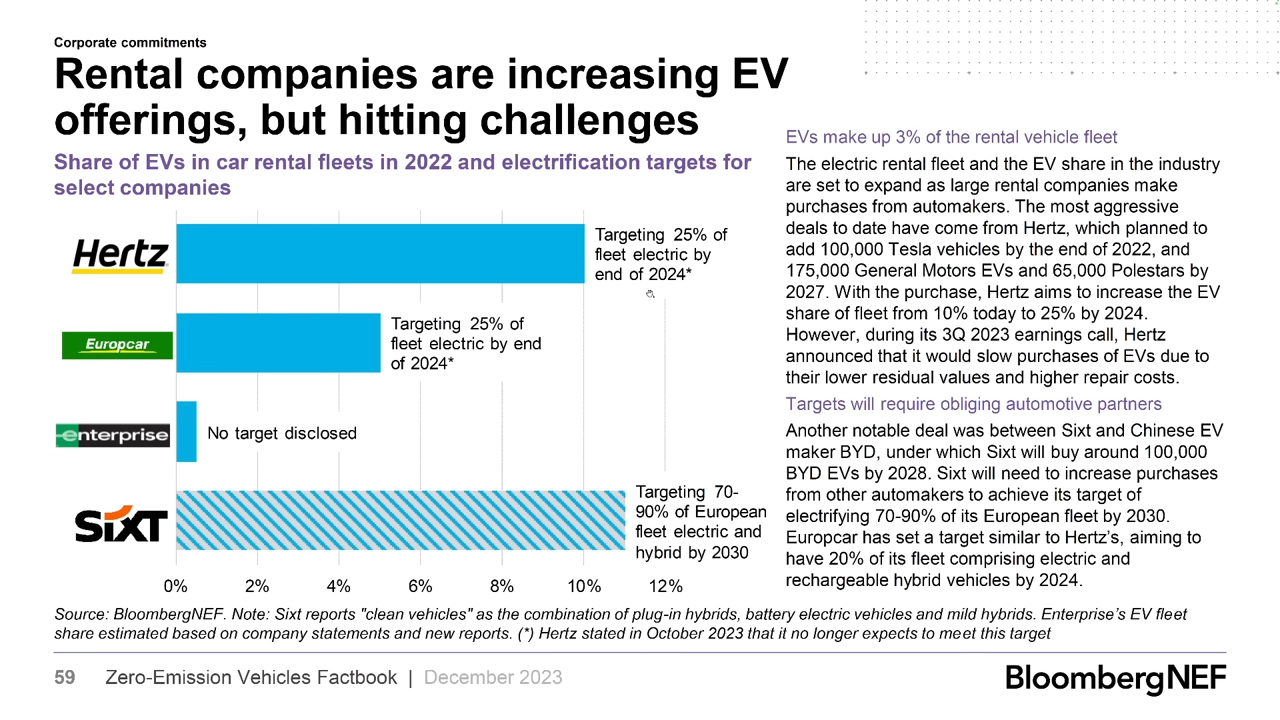 Corporate commitments
Rental companies are increasing EV
offerings, but hitting challenges
Share of EVs in car rental fleets in 2022 and electrification targets for
select companies
Hertz
Targeting 25% of
fleet electric by
end of 2024*
Europcar
Targeting 25% of
fleet electric by end
of 2024*
enterprise
No target disclosed
SIXT
Targeting 70-
90% of European
fleet electric and
hybrid by 2030
0% 2% 4% 6% 8% 10% 12%
EVs make up 3% of the rental vehicle fleet
The electric rental fleet and the EV share in the industry
are set to expand as large rental companies make
purchases from automakers. The most aggressive
deals to date have come from Hertz, which planned to
add 100,000 Tesla vehicles by the end of 2022, and
175,000 General Motors EVs and 65,000 Polestars by
2027. With the purchase, Hertz aims to increase the EV
share of fleet from 10% today to 25% by 2024.
However, during its 3Q 2023 earnings call, Hertz
announced that it would slow purchases of EVs due to
their lower residual values and higher repair costs.
Targets will require obliging automotive partners
Another notable deal was between Sixt and Chinese EV
maker BYD, under which Sixt will buy around 100,000
BYD EVs by 2028. Sixt will need to increase purchases
from other automakers to achieve its target of
electrifying 70-90% of its European fleet by 2030.
Europcar has set a target similar to Hertz's, aiming to
have 20% of its fleet comprising electric and
rechargeable hybrid vehicles by 2024.
Source: BloombergNEF. Note: Sixt reports "clean vehicles" as the combination of plug-in hybrids, battery electric vehicles and mild hybrids. Enterprise's EV fleet
share estimated based on company statements and new reports. (*) Hertz stated in October 2023 that it no longer expects to meet this target
59 Zero-Emission Vehicles Factbook | December 2023
BloombergNEF